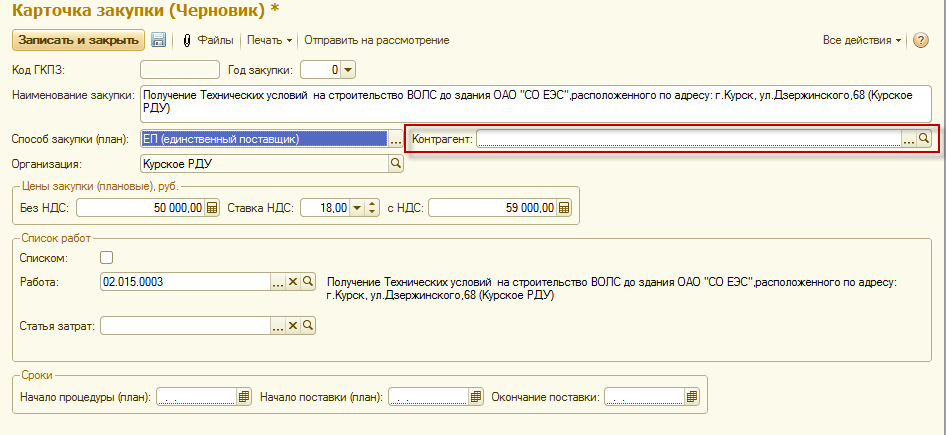 Карточка закупки (Черновик) *
Записать и закрыть Файлы Печать Отправить на рассмотрение Все действия ?
Код ГКПЗ: Год закупки: 0
Наименование закупки: Получение Технических условий на строительство ВОЛС до здания ОАО "СО ЕЭС",расположенного по адресу: г.Курск, ул.Дзержинского,68 (Курское
РДУ)
Способ закупки (план): ЕП (единственный поставщик) ... Контрагент: ...
Организация: Курское РДУ
Цены закупки (плановые), руб.
Без НДС: 50 000,00 Ставка НДС: 18,00 с НДС: 59 000,00
Список работ
Списком:
Работа: 02.015.0003 ... Получение Технических условий на строительство ВОЛС до здания ОАО "СО ЕЭС",расположенного по адресу:
г.Курск, ул.Дзержинского,68 (Курское РДУ)
Статья затрат: ...
Сроки
Начало процедуры (план): . . Начало поставки (план): . . Окончание поставки: . .